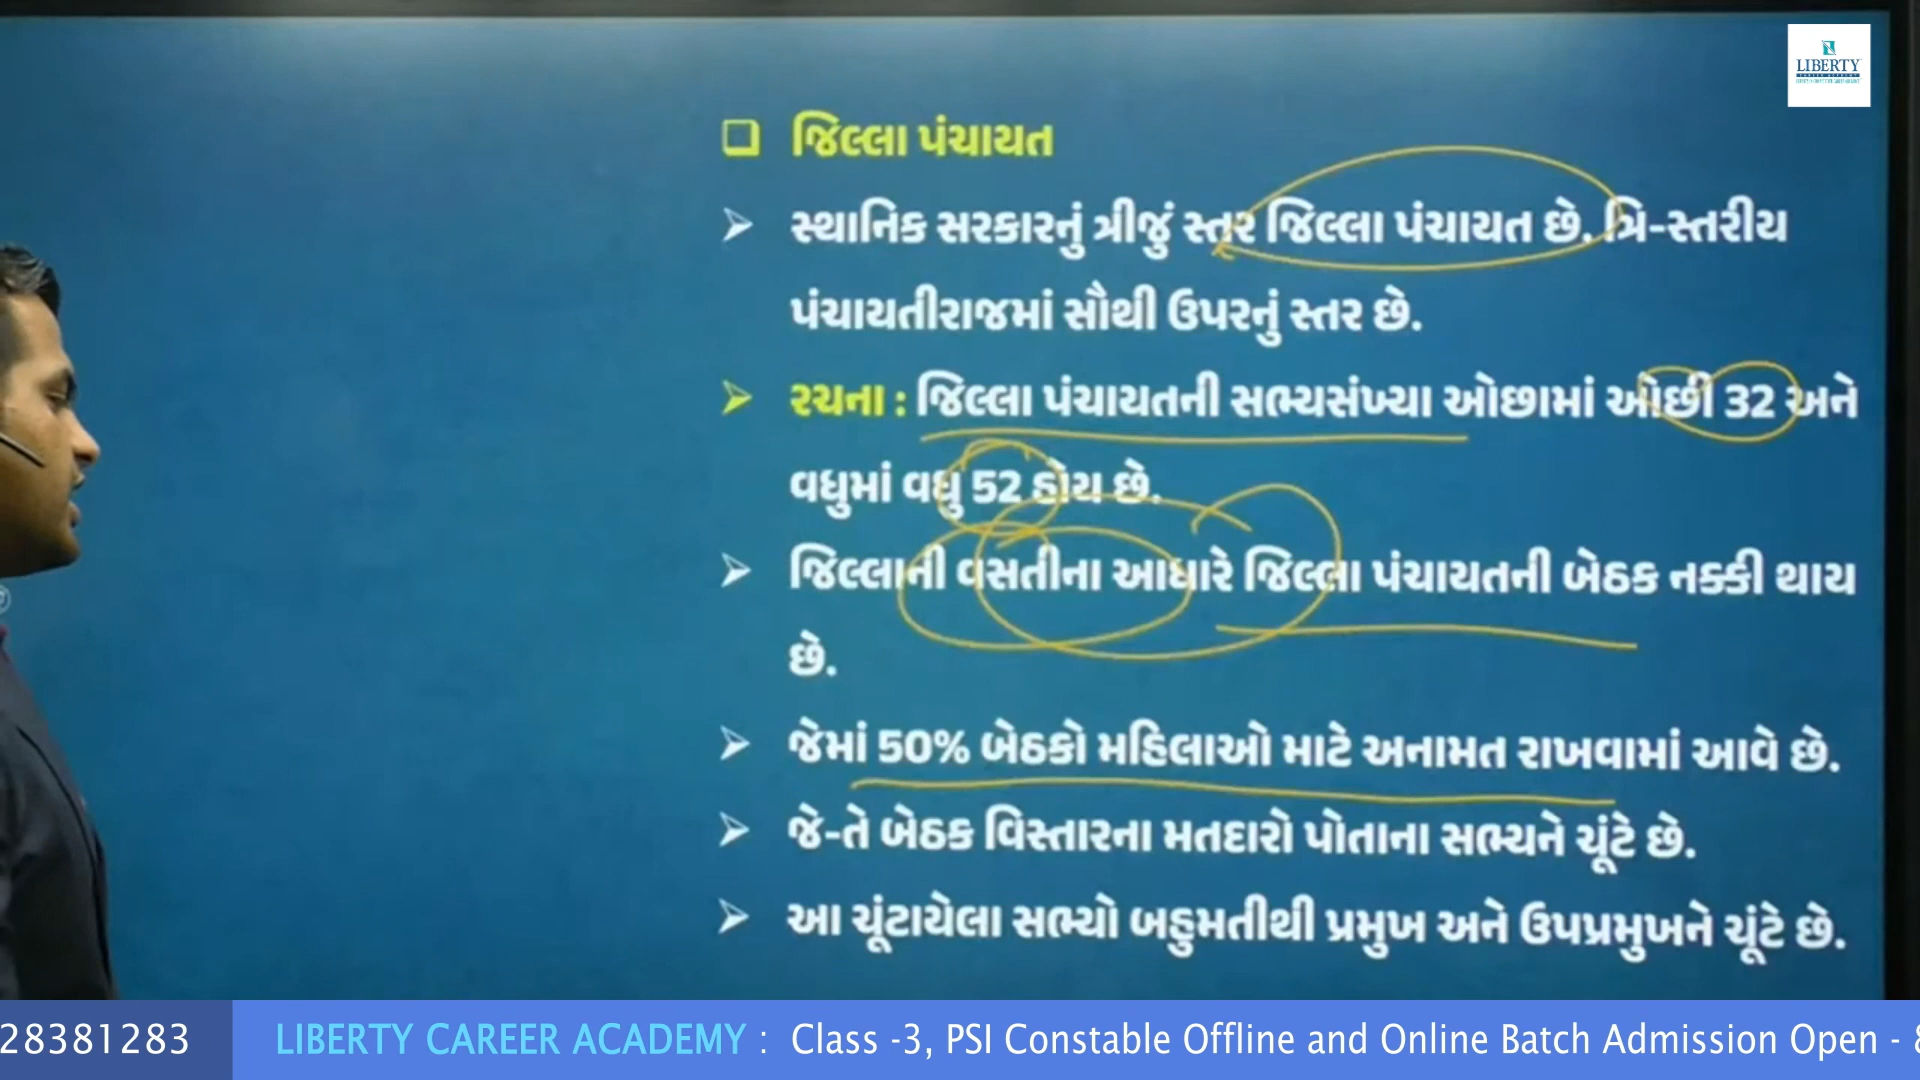 LIBERTY
❑ જિલ્લા પંચાયત
➢ સ્થાનિક સરકારનું ત્રીજું સ્તર જિલ્લા પંચાયત છે. ત્રિ-સ્તરીય
પંચાયતીરાજમાં સૌથી ઉપરનું સ્તર છે.
➢ રચના : જિલ્લા પંચાયતની સભ્યસંખ્યા ઓછામાં ઓછી 32 અને
વધુમાં વધુ 52 હોય છે.
➢ જિલ્લાની વસતીના આધારે જિલ્લા પંચાયતની બેઠક નક્કી થાય
છે.
➢ જેમાં 50% બેઠકો મહિલાઓ માટે અનામત રાખવામાં આવે છે.
➢ જે-તે બેઠક વિસ્તારના મતદારો પોતાના સભ્યને ચૂંટે છે.
➢ આ ચૂંટાયેલા સભ્યો બહુમતીથી પ્રમુખ અને ઉપપ્રમુખને ચૂંટે છે.
28381283 LIBERTY CAREER ACADEMY : Class -3, PSI Constable Offline and Online Batch Admission Open -